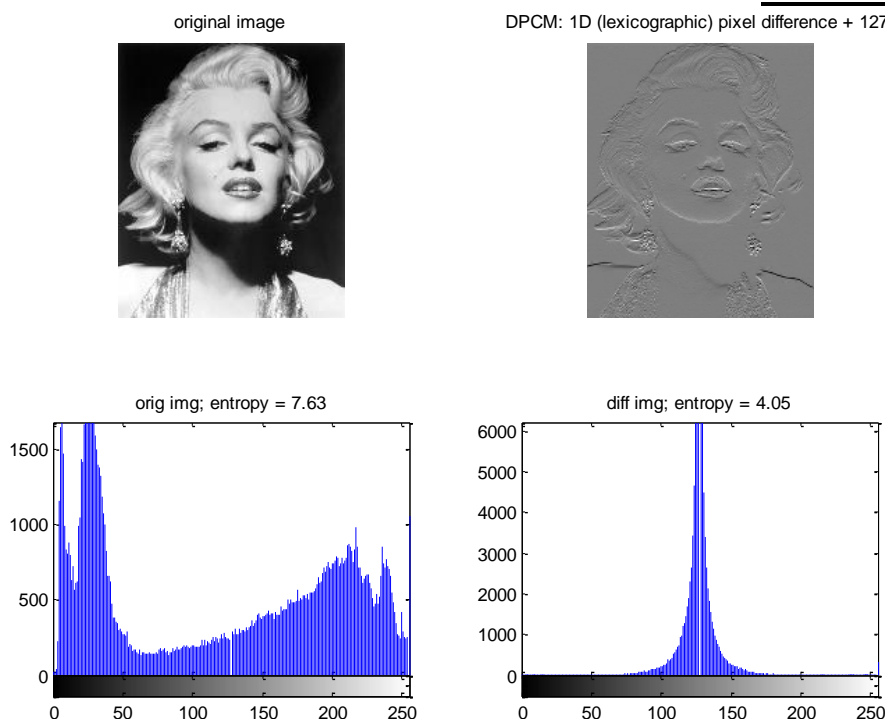 original image
DPCM: 1D (lexicographic) pixel difference + 127
orig img; entropy = 7.63
diff img; entropy = 4.05
1500
1000
500
0
0 50 100 150 200 250
6000
5000
4000
3000
2000
1000
0
0 50 100 150 200 250